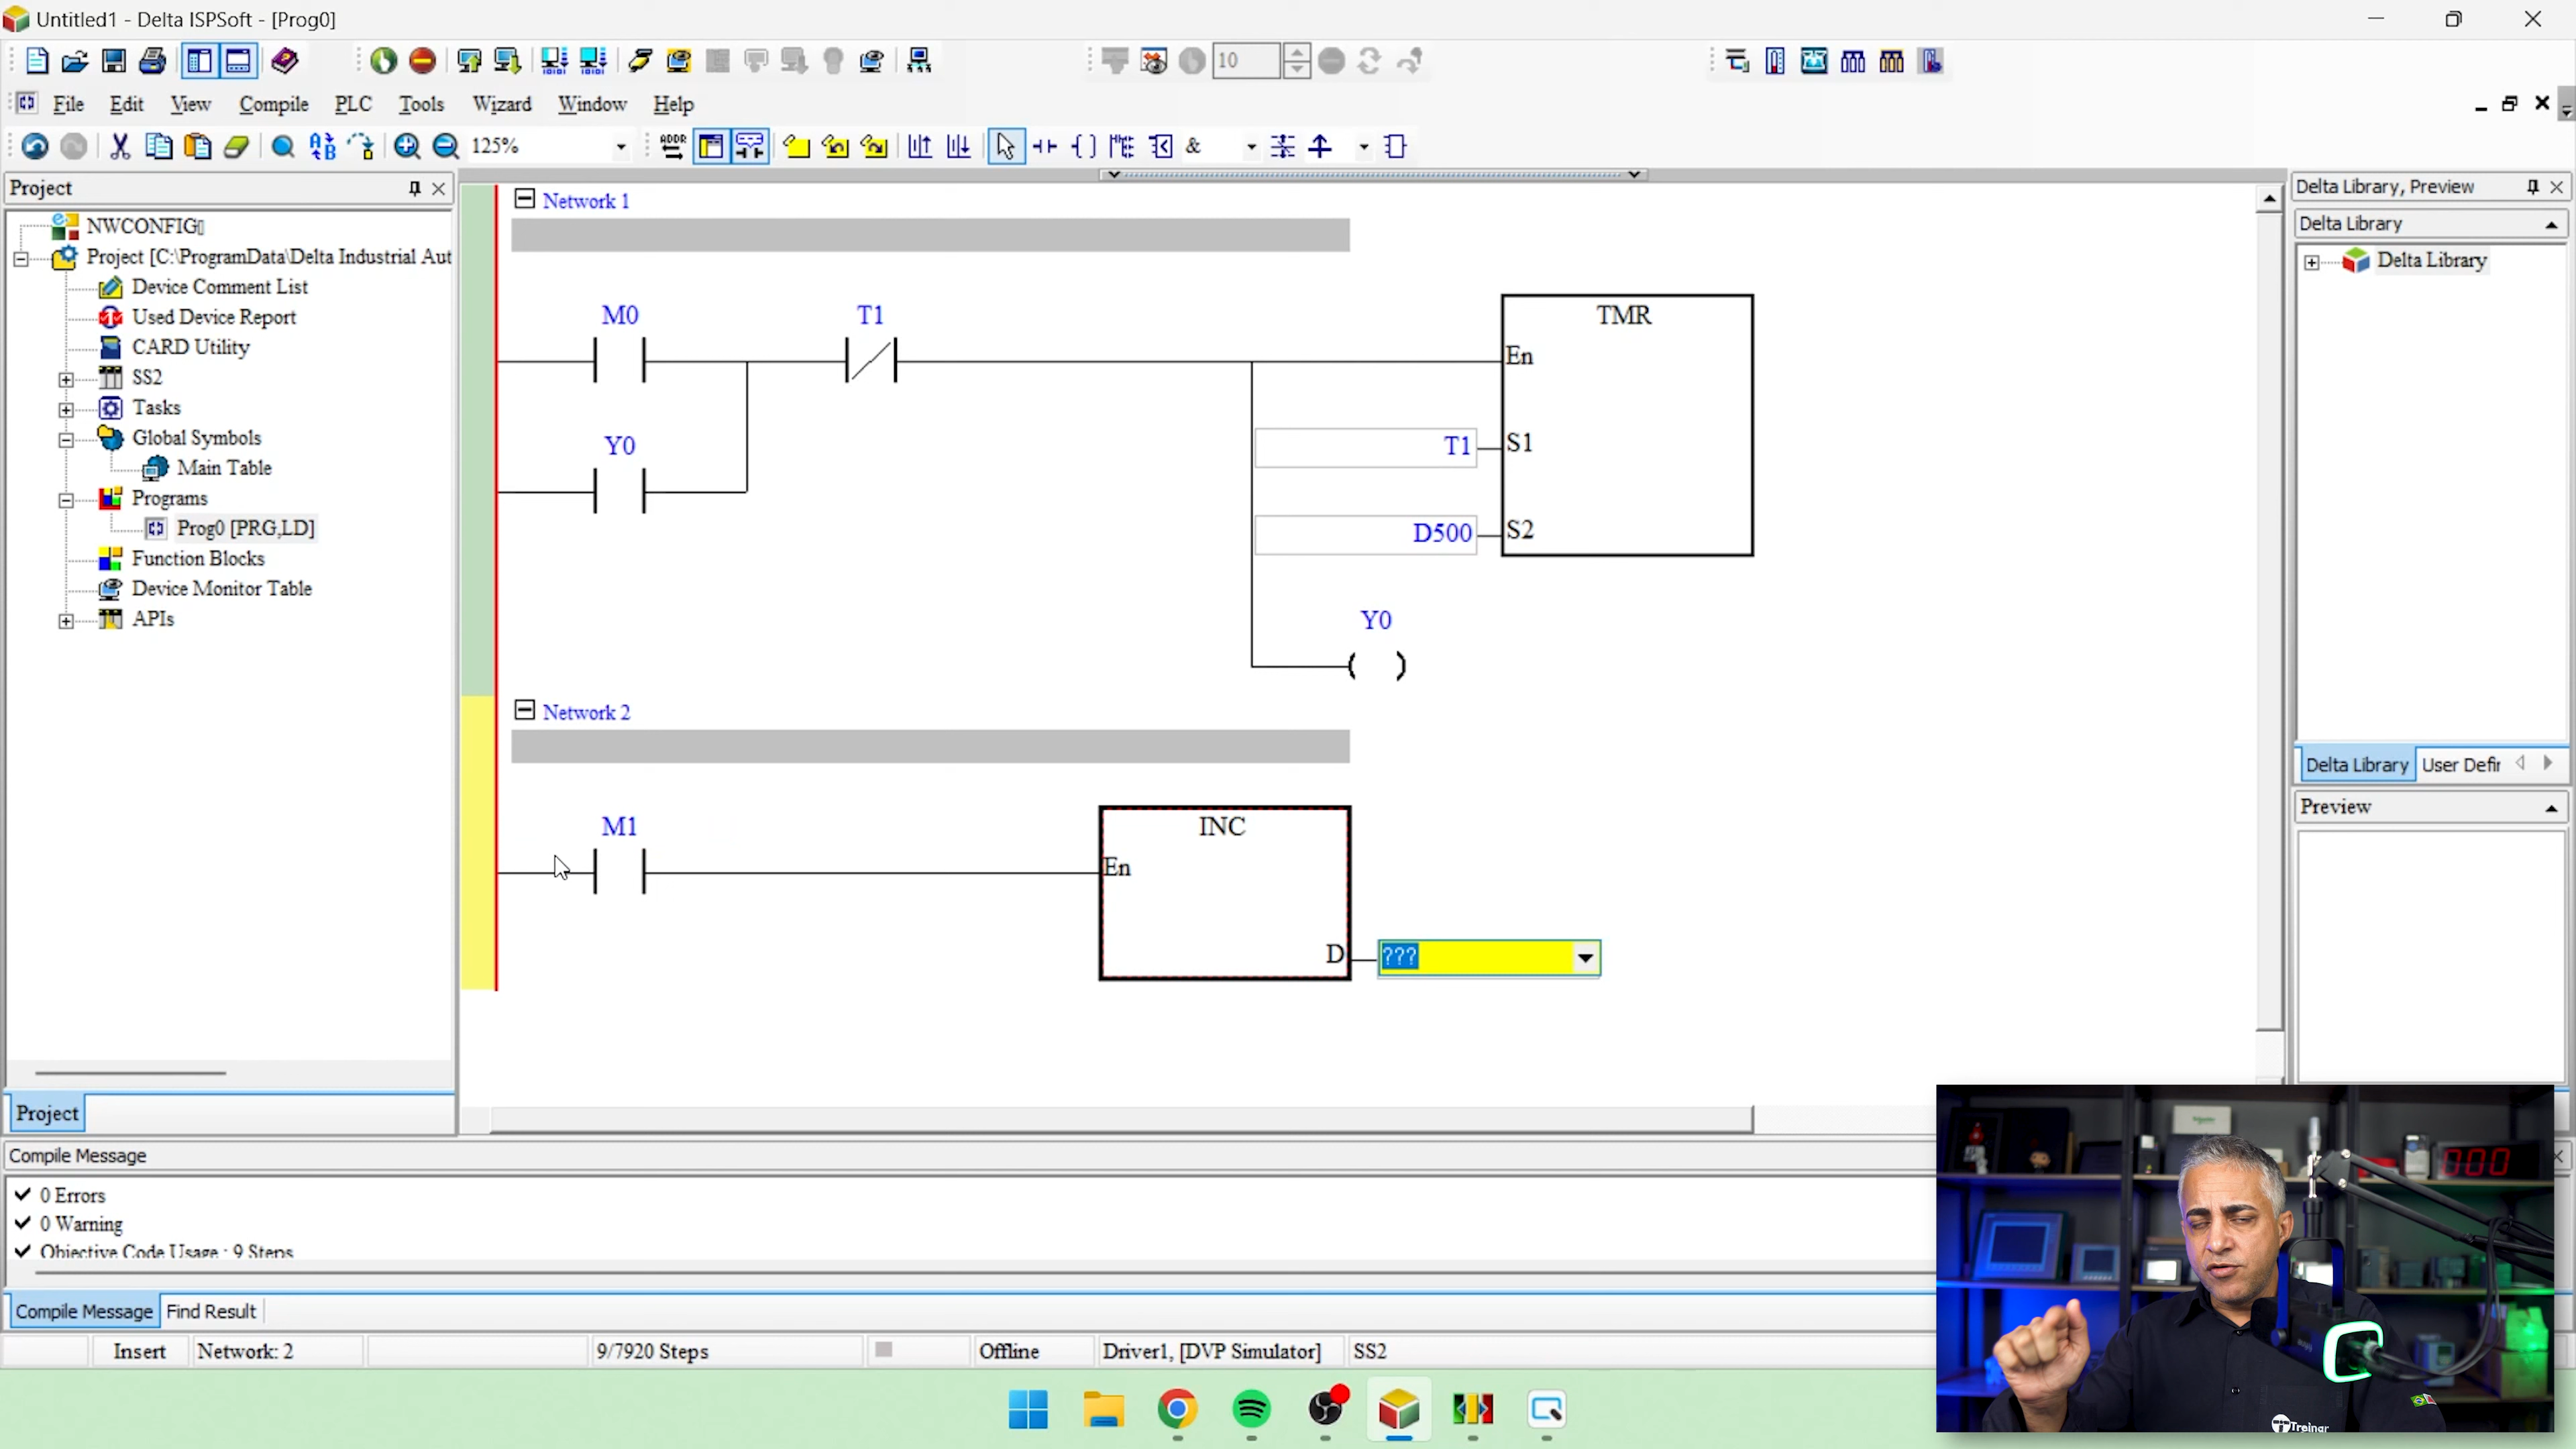 Untitled1 - Delta ISPSoft - [Prog0]
10
File Edit View Compile PLC Tools Wizard Window Help
125%
ADDR
&
Project
NWCONFIG
Project [C:\ProgramData\Delta Industrial Aut
Device Comment List
Used Device Report
CARD Utility
SS2
Tasks
Global Symbols
Main Table
Programs
Prog0 [PRG,LD]
Function Blocks
Device Monitor Table
APIs
Project
Network 1
M0
T1
TMR
En
Y0
T1
S1
D500
S2
Y0
Network 2
M1
INC
En
D
???
Delta Library, Preview
Delta Library
Delta Library
Delta Library
User Defir
Preview
Compile Message
0 Errors
0 Warning
Objective Code Usage : 9 Steps
Compile Message
Find Result
Insert
Network: 2
9/7920 Steps
Offline
Driver1, [DVP Simulator]
SS2
000
Treinar